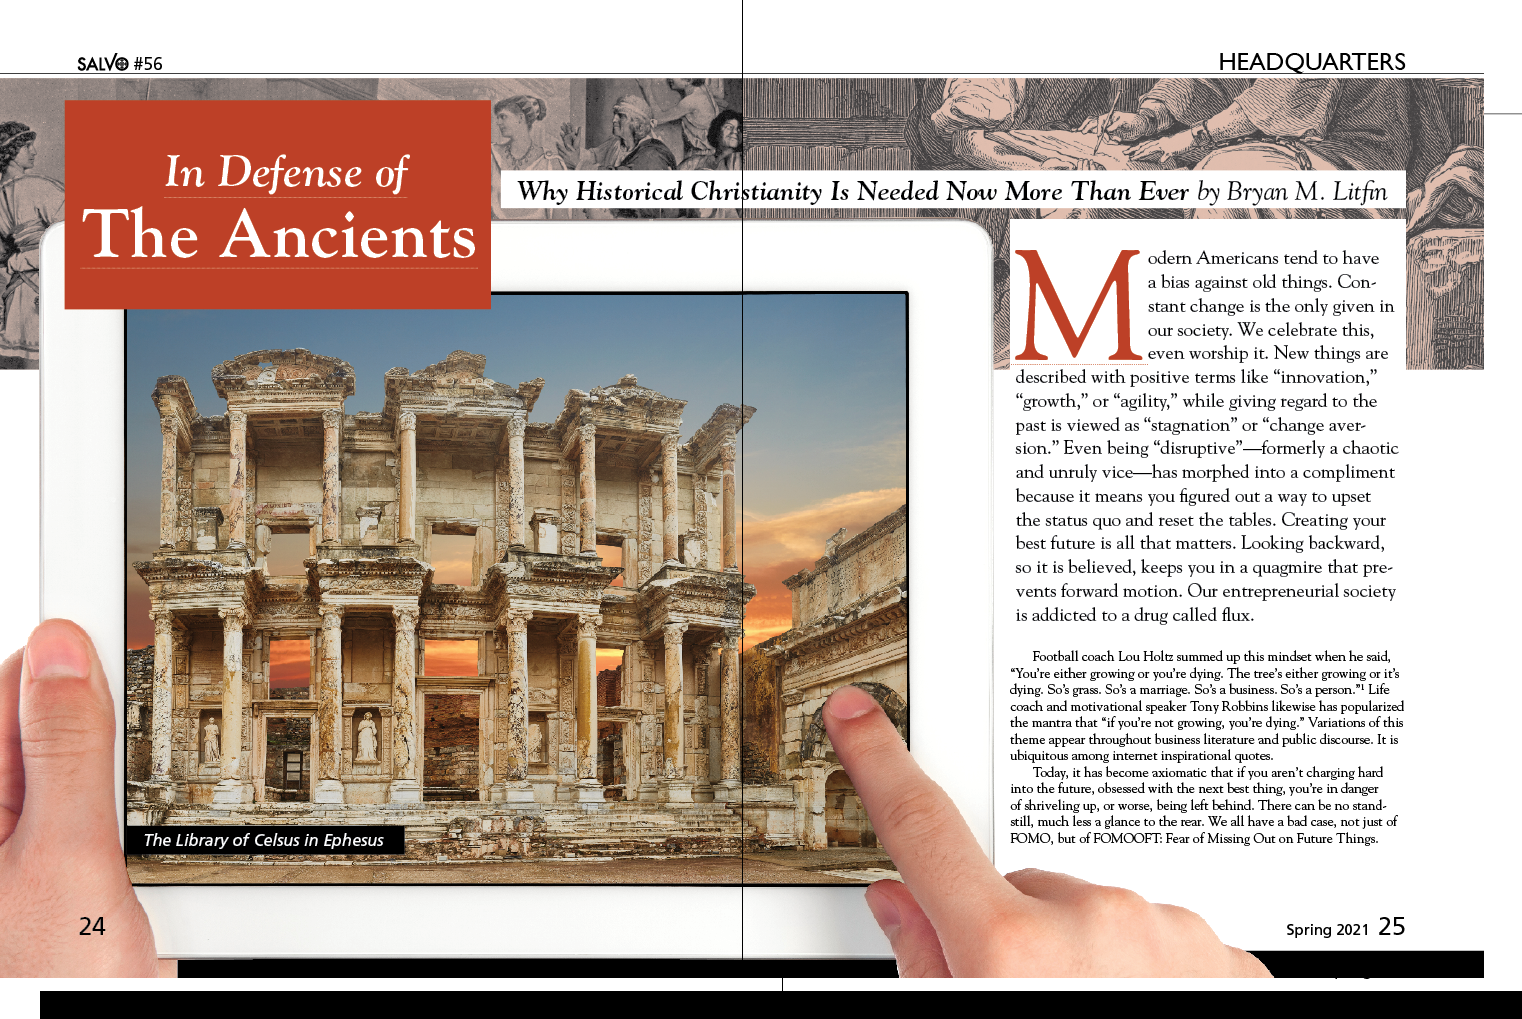 SALVO #56
HEADQUARTERS
In Defense of
The Ancients
Why Historical Christianity Is Needed Now More Than Ever by Bryan M. Litfin
Modern Americans tend to have
a bias against old things. Con-
stant change is the only given in
our society. We celebrate this,
even worship it. New things are
described with positive terms like “innovation,”
“growth,” or “agility,” while giving regard to the
past is viewed as “stagnation” or “change aver-
sion.” Even being “disruptive”—formerly a chaotic
and unruly vice—has morphed into a compliment
because it means you figured out a way to upset
the status quo and reset the tables. Creating your
best future is all that matters. Looking backward,
so it is believed, keeps you in a quagmire that pre-
vents forward motion. Our entrepreneurial society
is addicted to a drug called flux.
Football coach Lou Holtz summed up this mindset when he said,
“You’re either growing or you’re dying. The tree’s either growing or it’s
dying. So’s grass. So’s a marriage. So’s a business. So’s a person.”1 Life
coach and motivational speaker Tony Robbins likewise has popularized
the mantra that “if you’re not growing, you’re dying.” Variations of this
theme appear throughout business literature and public discourse. It is
ubiquitous among internet inspirational quotes.
Today, it has become axiomatic that if you aren’t charging hard
into the future, obsessed with the next best thing, you’re in danger
of shriveling up, or worse, being left behind. There can be no stand-
still, much less a glance to the rear. We all have a bad case, not just of
FOMO, but of FOMOOFT: Fear of Missing Out on Future Things.
The Library of Celsus in Ephesus
24
Spring 2021 25